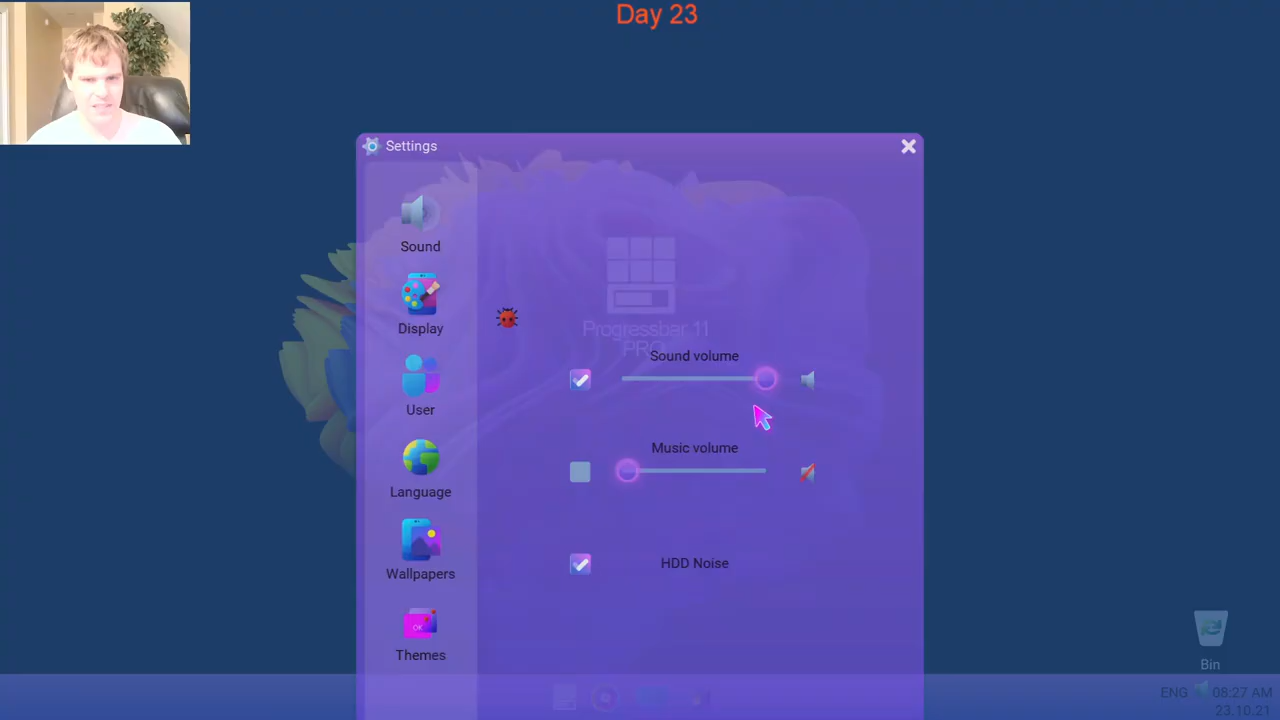 Day 23
Settings
Sound
Display
User
Language
Wallpapers
Themes
OK
Progressbar 11
PRO
Sound volume
Music volume
HDD Noise
Bin
ENG 08:27 AM
23.10.21